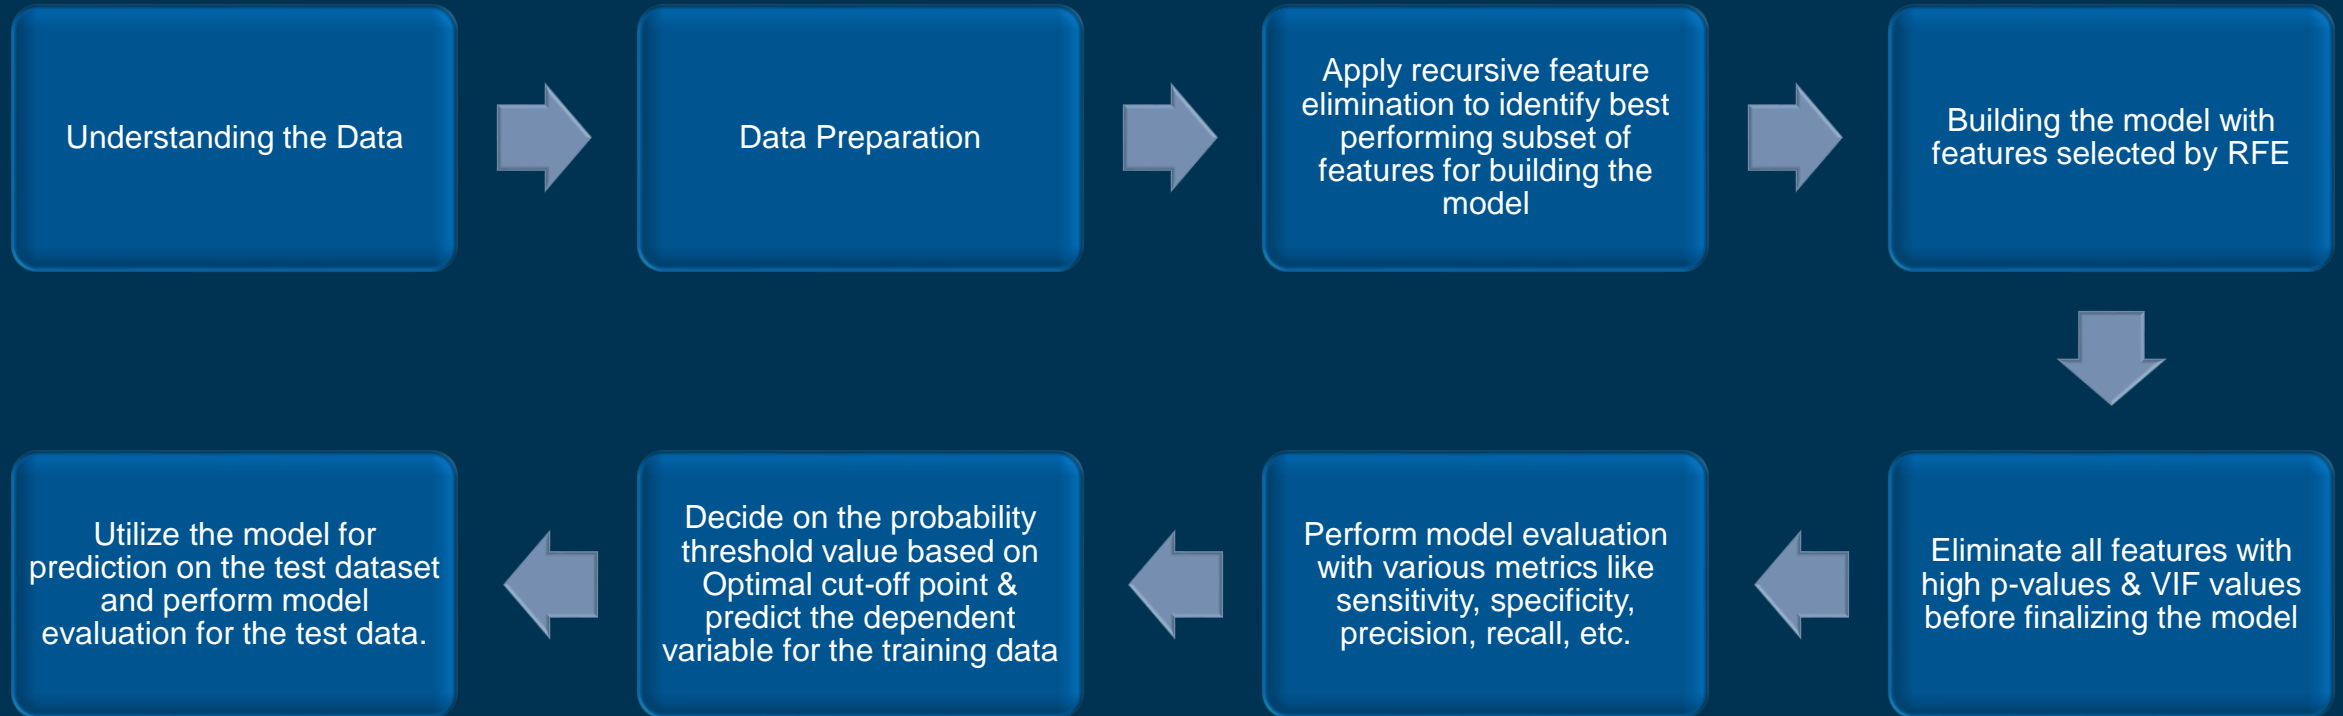 Understanding the Data
Data Preparation
Apply recursive feature
elimination to identify best
performing subset of
features for building the
model
Building the model with
features selected by RFE
Eliminate all features with
high p-values & VIF values
before finalizing the model
Perform model evaluation
with various metrics like
sensitivity, specificity,
precision, recall, etc.
Decide on the probability
threshold value based on
Optimal cut-off point &
predict the dependent
variable for the training data
Utilize the model for
prediction on the test dataset
and perform model
evaluation for the test data.